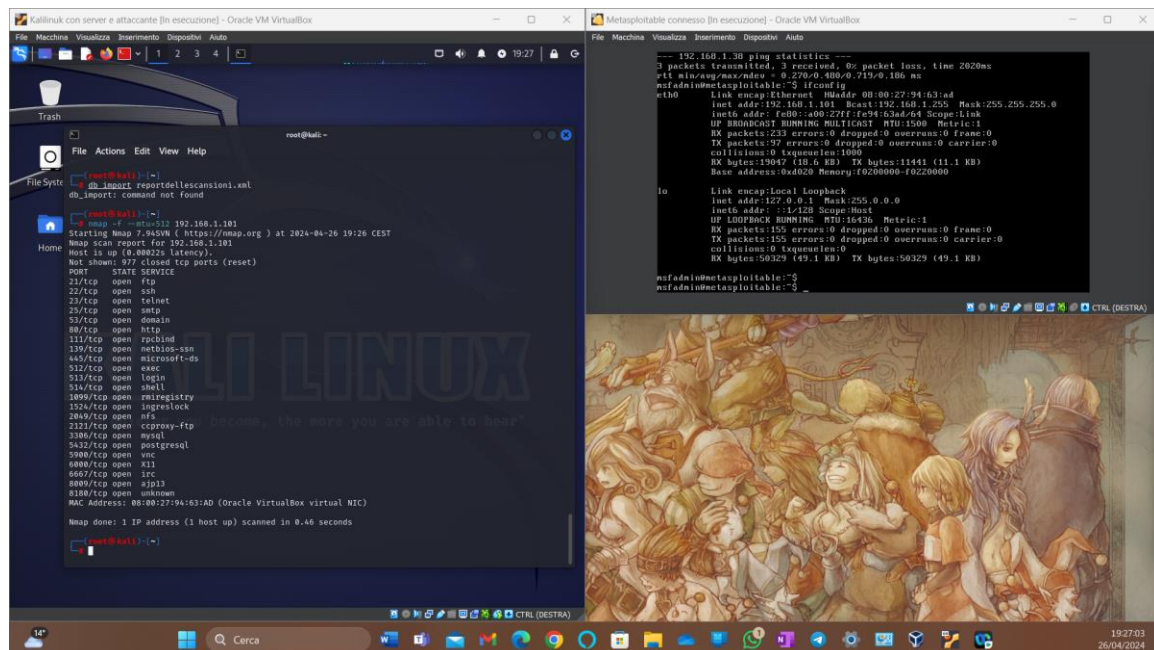 Kalilinuk con server e attaccante [In esecuzione] - Oracle VM VirtualBox
File Macchina Visualizza Inserimento Dispositivi Aiuto
1 2 3 4
19:27
Trash
File Syste
Home
root@kali: ~
File Actions Edit View Help
(root㉿kali)-[~]
# db_import reportdellescansioni.xml
db_import: command not found
(root㉿kali)-[~]
# nmap -f --mtu=512 192.168.1.101
Starting Nmap 7.94SVN ( https://nmap.org ) at 2024-04-26 19:26 CEST
Nmap scan report for 192.168.1.101
Host is up (0.00022s latency).
Not shown: 977 closed tcp ports (reset)
PORT STATE SERVICE
21/tcp open ftp
22/tcp open ssh
23/tcp open telnet
25/tcp open smtp
53/tcp open domain
80/tcp open http
111/tcp open rpcbind
139/tcp open netbios-ssn
445/tcp open microsoft-ds
512/tcp open exec
513/tcp open login
514/tcp open shell
1099/tcp open rmiregistry
1524/tcp open ingreslock
2049/tcp open nfs
2121/tcp open ccproxy-ftp
3306/tcp open mysql
5432/tcp open postgresql
5900/tcp open vnc
6000/tcp open X11
6667/tcp open irc
8009/tcp open ajp13
8180/tcp open unknown
MAC Address: 08:00:27:94:63:AD (Oracle VirtualBox virtual NIC)
Nmap done: 1 IP address (1 host up) scanned in 0.46 seconds
(root㉿kali)-[~]
#
KALI LINUX
become, the more you are able to hear"
CTRL (DESTRA)
Metasploitable connesso [In esecuzione] - Oracle VM VirtualBox
File Macchina Visualizza Inserimento Dispositivi Aiuto
--- 192.168.1.38 ping statistics ---
3 packets transmitted, 3 received, 0% packet loss, time 2020ms
rtt min/avg/max/mdev = 0.270/0.480/0.719/0.186 ms
msfadmin@metasploitable:~$ ifconfig
eth0 Link encap:Ethernet HWaddr 08:00:27:94:63:ad
inet addr:192.168.1.101 Bcast:192.168.1.255 Mask:255.255.255.0
inet6 addr: fe80::a00:27ff:fe94:63ad/64 Scope:Link
UP BROADCAST RUNNING MULTICAST MTU:1500 Metric:1
RX packets:233 errors:0 dropped:0 overruns:0 frame:0
TX packets:97 errors:0 dropped:0 overruns:0 carrier:0
collisions:0 txqueuelen:1000
RX bytes:19047 (18.6 KB) TX bytes:11441 (11.1 KB)
Base address:0xd020 Memory:f0200000-f0220000
lo Link encap:Local Loopback
inet addr:127.0.0.1 Mask:255.0.0.0
inet6 addr: ::1/128 Scope:Host
UP LOOPBACK RUNNING MTU:16436 Metric:1
RX packets:155 errors:0 dropped:0 overruns:0 frame:0
TX packets:155 errors:0 dropped:0 overruns:0 carrier:0
collisions:0 txqueuelen:0
RX bytes:50329 (49.1 KB) TX bytes:50329 (49.1 KB)
msfadmin@metasploitable:~$
msfadmin@metasploitable:~$ _
CTRL (DESTRA)
14°
Cerca
19:27:03
26/04/2024